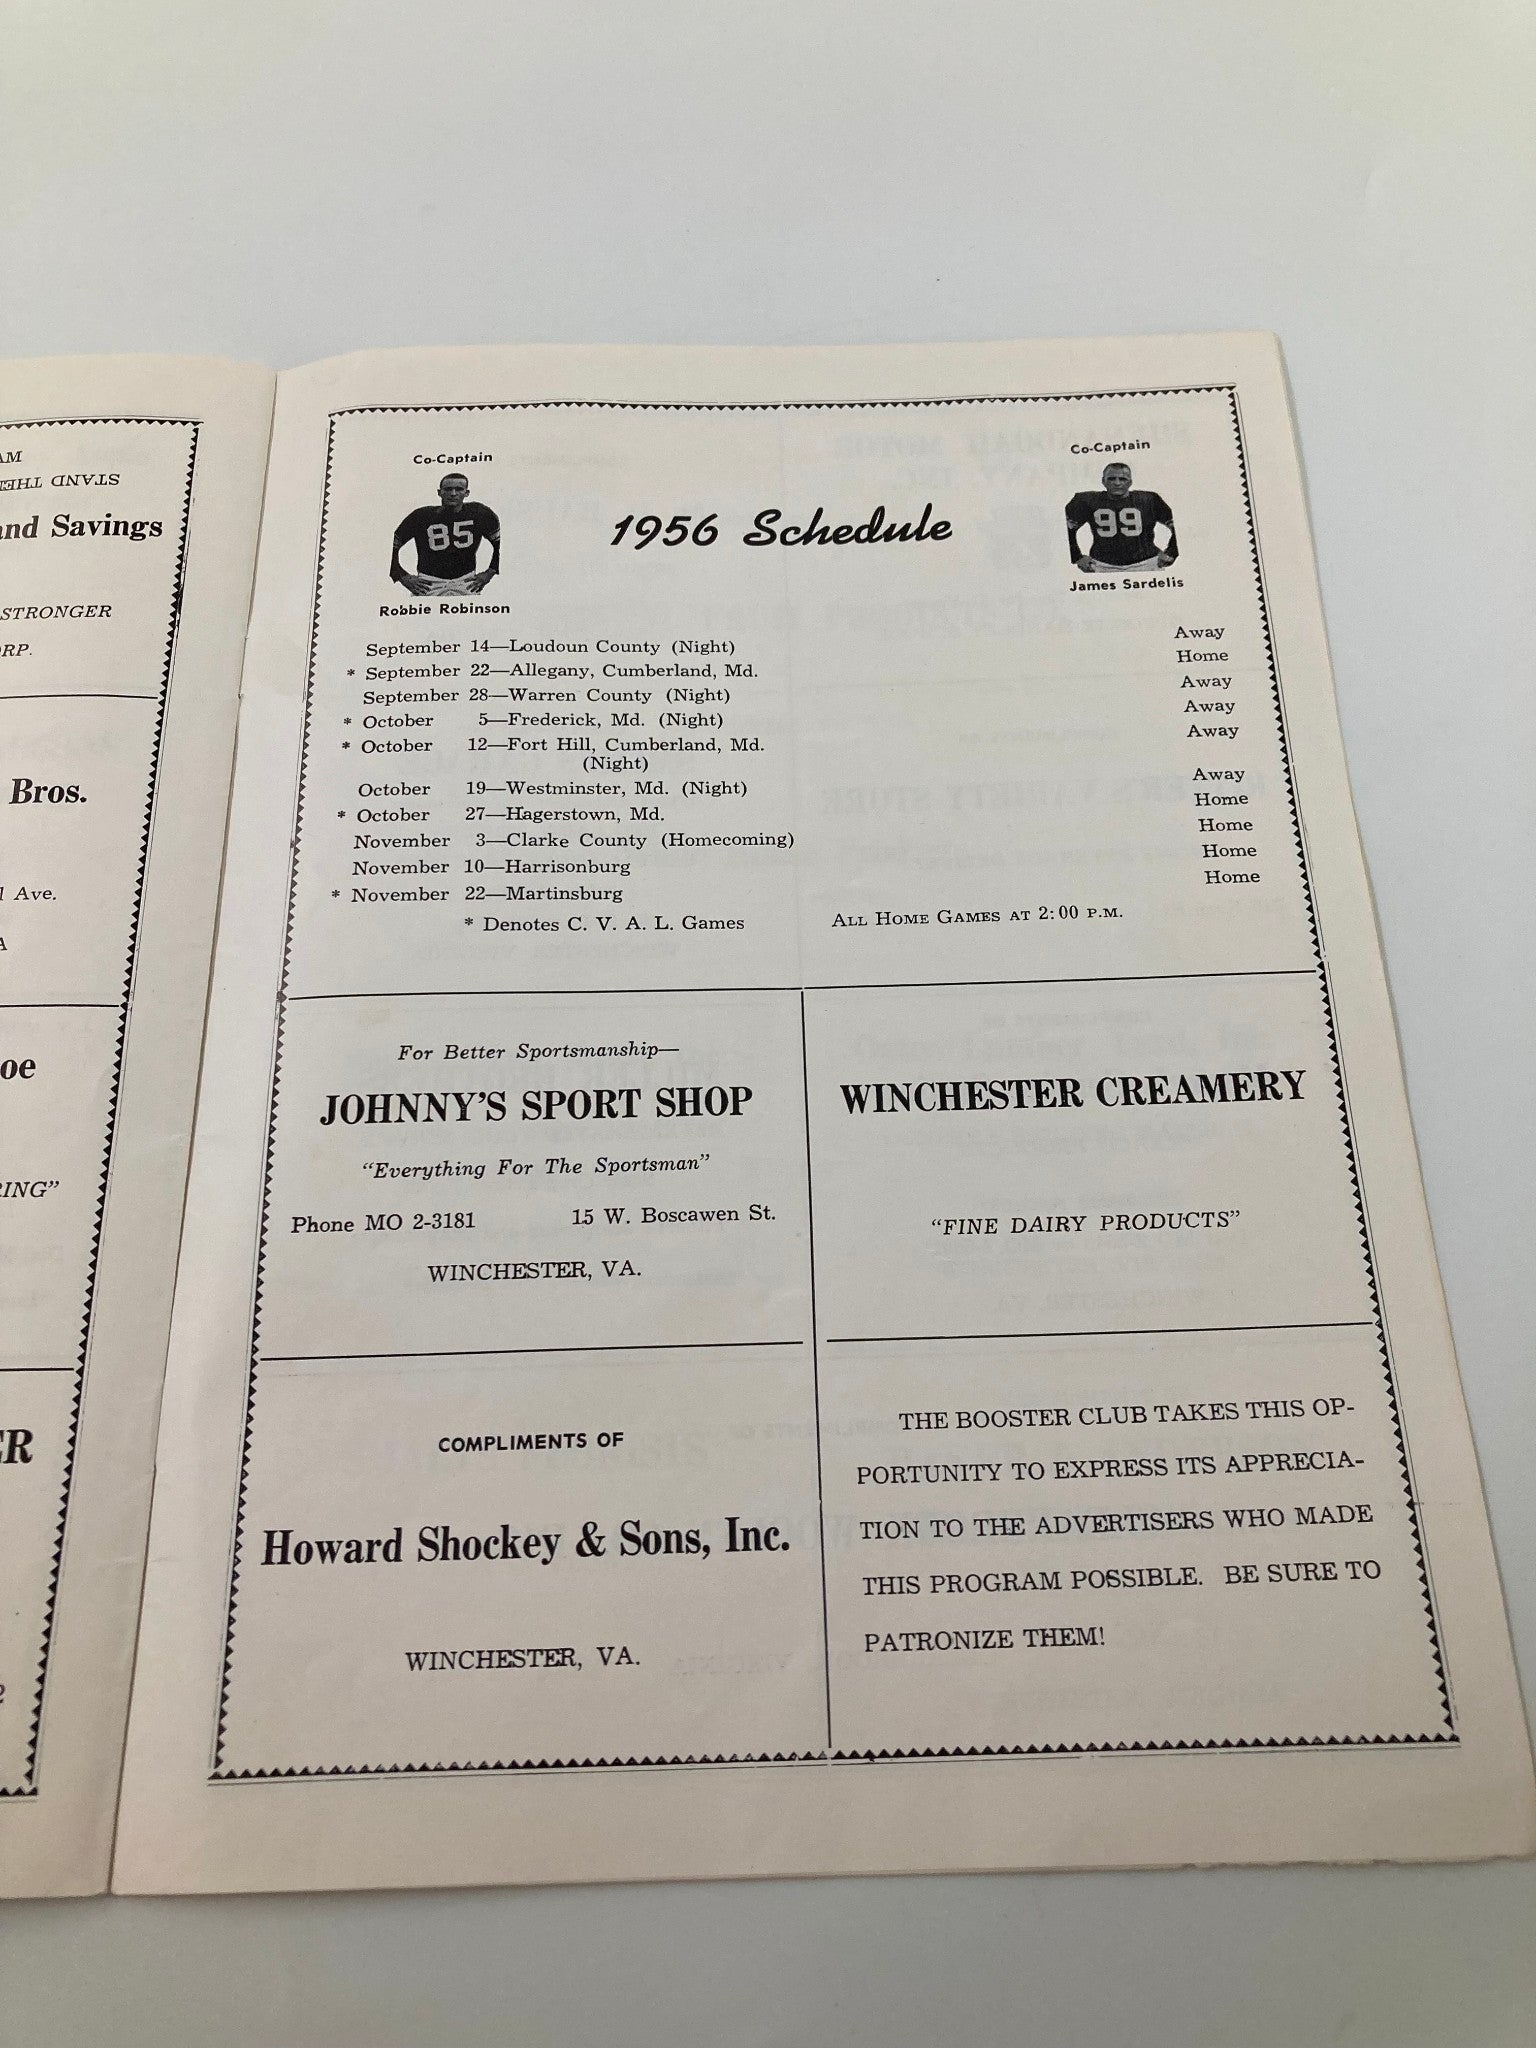 AM
STAND THE
and Savings
STRONGER
RP.
Bros.
Ave.
A
oe
RING"
ER
2
Co-Captain
85
Robbie Robinson
1956 Schedule
Co-Captain
99
James Sardelis
September 14—Loudoun County (Night) Away
* September 22—Allegany, Cumberland, Md. Home
September 28—Warren County (Night) Away
* October 5—Frederick, Md. (Night) Away
* October 12—Fort Hill, Cumberland, Md. Away
(Night)
October 19—Westminster, Md. (Night) Away
* October 27—Hagerstown, Md. Home
November 3—Clarke County (Homecoming) Home
November 10—Harrisonburg Home
* November 22—Martinsburg Home
* Denotes C. V. A. L. Games ALL HOME GAMES AT 2:00 P.M.
For Better Sportsmanship—
JOHNNY'S SPORT SHOP
"Everything For The Sportsman"
Phone MO 2-3181 15 W. Boscawen St.
WINCHESTER, VA.
WINCHESTER CREAMERY
"FINE DAIRY PRODUCTS"
COMPLIMENTS OF
Howard Shockey & Sons, Inc.
WINCHESTER, VA.
THE BOOSTER CLUB TAKES THIS OP-
PORTUNITY TO EXPRESS ITS APPRECIA-
TION TO THE ADVERTISERS WHO MADE
THIS PROGRAM POSSIBLE. BE SURE TO
PATRONIZE THEM!